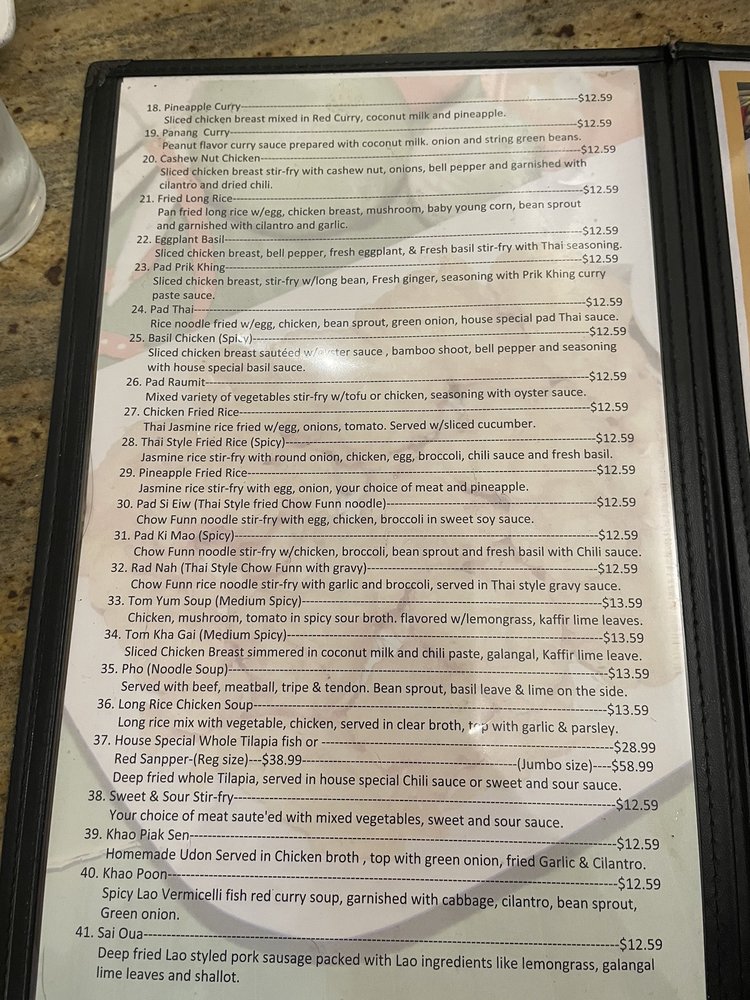 18. Pineapple Curry---$12.59
Sliced chicken breast mixed in Red Curry, coconut milk and pineapple.
19. Panang Curry---$12.59
Peanut flavor curry sauce prepared with coconut milk. onion and string green beans.
20. Cashew Nut Chicken---$12.59
Sliced chicken breast stir-fry with cashew nut, onions, bell pepper and garnished with
cilantro and dried chili.
21. Fried Long Rice---$12.59
Pan fried long rice w/egg, chicken breast, mushroom, baby young corn, bean sprout
and garnished with cilantro and garlic.
22. Eggplant Basil---$12.59
Sliced chicken breast, bell pepper, fresh eggplant, & Fresh basil stir-fry with Thai seasoning.
23. Pad Prik Khing---$12.59
Sliced chicken breast, stir-fry w/long bean, Fresh ginger, seasoning with Prik Khing curry
paste sauce.
24. Pad Thai---$12.59
Rice noodle fried w/egg, chicken, bean sprout, green onion, house special pad Thai sauce.
25. Basil Chicken (Spicy)---$12.59
Sliced chicken breast sautéed w/oyster sauce , bamboo shoot, bell pepper and seasoning
with house special basil sauce.
26. Pad Raumit---$12.59
Mixed variety of vegetables stir-fry w/tofu or chicken, seasoning with oyster sauce.
27. Chicken Fried Rice---$12.59
Thai Jasmine rice fried w/egg, onions, tomato. Served w/sliced cucumber.
28. Thai Style Fried Rice (Spicy)---$12.59
Jasmine rice stir-fry with round onion, chicken, egg, broccoli, chili sauce and fresh basil.
29. Pineapple Fried Rice---$12.59
Jasmine rice stir-fry with egg, onion, your choice of meat and pineapple.
30. Pad Si Eiw (Thai Style fried Chow Funn noodle)---$12.59
Chow Funn noodle stir-fry with egg, chicken, broccoli in sweet soy sauce.
31. Pad Ki Mao (Spicy)---$12.59
Chow Funn noodle stir-fry w/chicken, broccoli, bean sprout and fresh basil with Chili sauce.
32. Rad Nah (Thai Style Chow Funn with gravy)---$12.59
Chow Funn rice noodle stir-fry with garlic and broccoli, served in Thai style gravy sauce.
33. Tom Yum Soup (Medium Spicy)---$13.59
Chicken, mushroom, tomato in spicy sour broth. flavored w/lemongrass, kaffir lime leaves.
34. Tom Kha Gai (Medium Spicy)---$13.59
Sliced Chicken Breast simmered in coconut milk and chili paste, galangal, Kaffir lime leave.
35. Pho (Noodle Soup)---$13.59
Served with beef, meatball, tripe & tendon. Bean sprout, basil leave & lime on the side.
36. Long Rice Chicken Soup---$13.59
Long rice mix with vegetable, chicken, served in clear broth, top with garlic & parsley.
37. House Special Whole Tilapia fish or ---$28.99
Red Sanpper-(Reg size)---$38.99---(Jumbo size)----$58.99
Deep fried whole Tilapia, served in house special Chili sauce or sweet and sour sauce.
38. Sweet & Sour Stir-fry---$12.59
Your choice of meat saute'ed with mixed vegetables, sweet and sour sauce.
39. Khao Piak Sen---$12.59
Homemade Udon Served in Chicken broth , top with green onion, fried Garlic & Cilantro.
40. Khao Poon---$12.59
Spicy Lao Vermicelli fish red curry soup, garnished with cabbage, cilantro, bean sprout,
Green onion.
41. Sai Oua---$12.59
Deep fried Lao styled pork sausage packed with Lao ingredients like lemongrass, galangal
lime leaves and shallot.